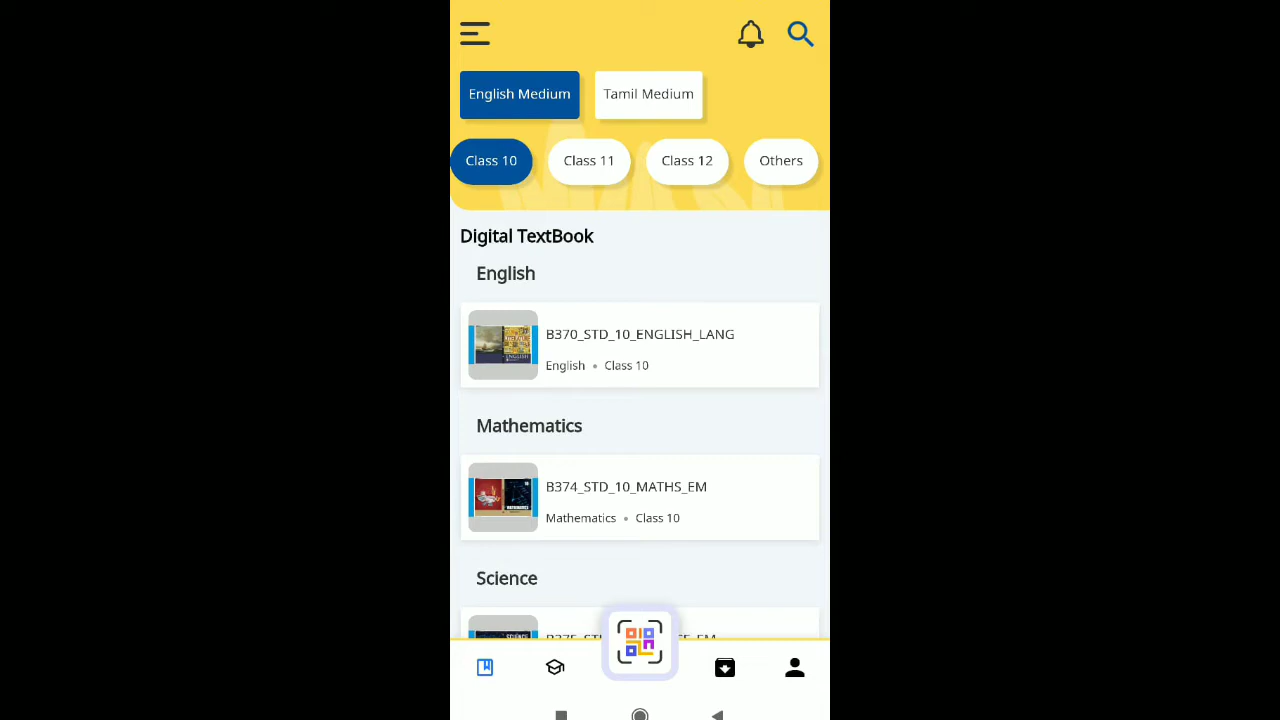 English Medium
Tamil Medium
Class 10
Class 11
Class 12
Others
Digital TextBook
English
B370_STD_10_ENGLISH_LANG
English • Class 10
Mathematics
B374_STD_10_MATHS_EM
Mathematics • Class 10
Science